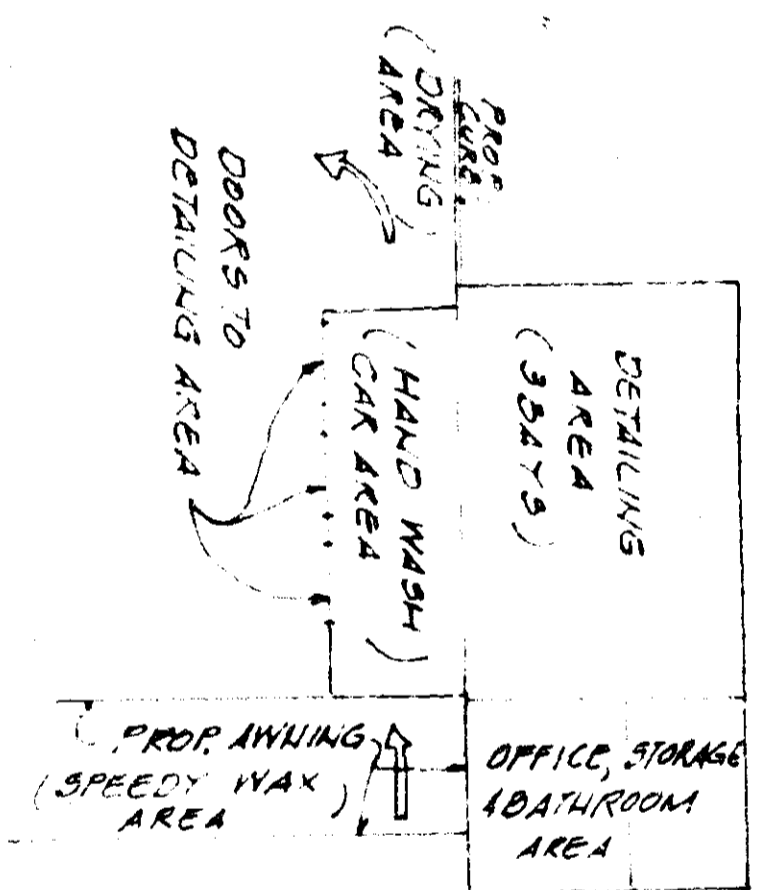 PROP.
CURB
( DRYING )
AREA
DOORS TO
DETAILING AREA
( HAND WASH )
CAR AREA
DETAILING
AREA
( 3 BAYS )
PROP. AWNING
( SPEEDY WAX )
AREA
OFFICE, STORAGE
& BATHROOM
AREA